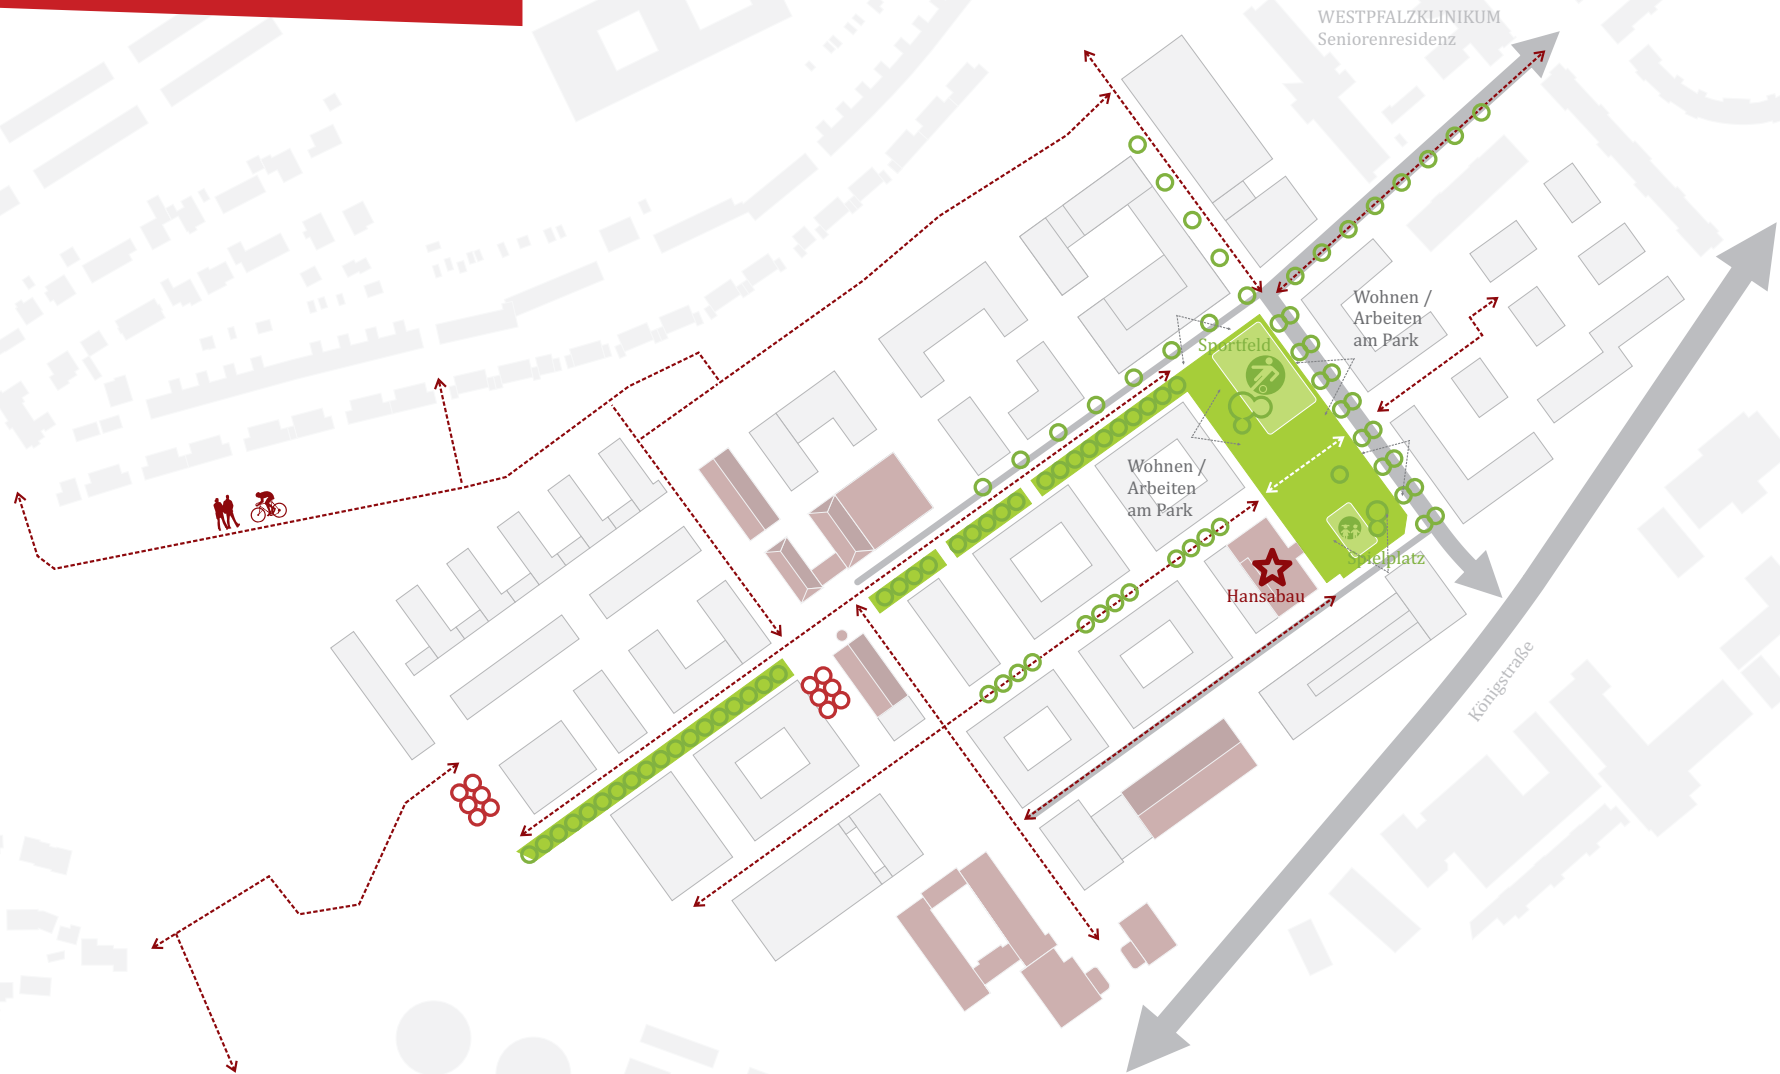 WESTPFALZKLINIKUM
Seniorenresidenz
Wohnen /
Arbeiten
am Park
Sportfeld
Wohnen /
Arbeiten
am Park
Spielplatz
Hansabau
Königstraße